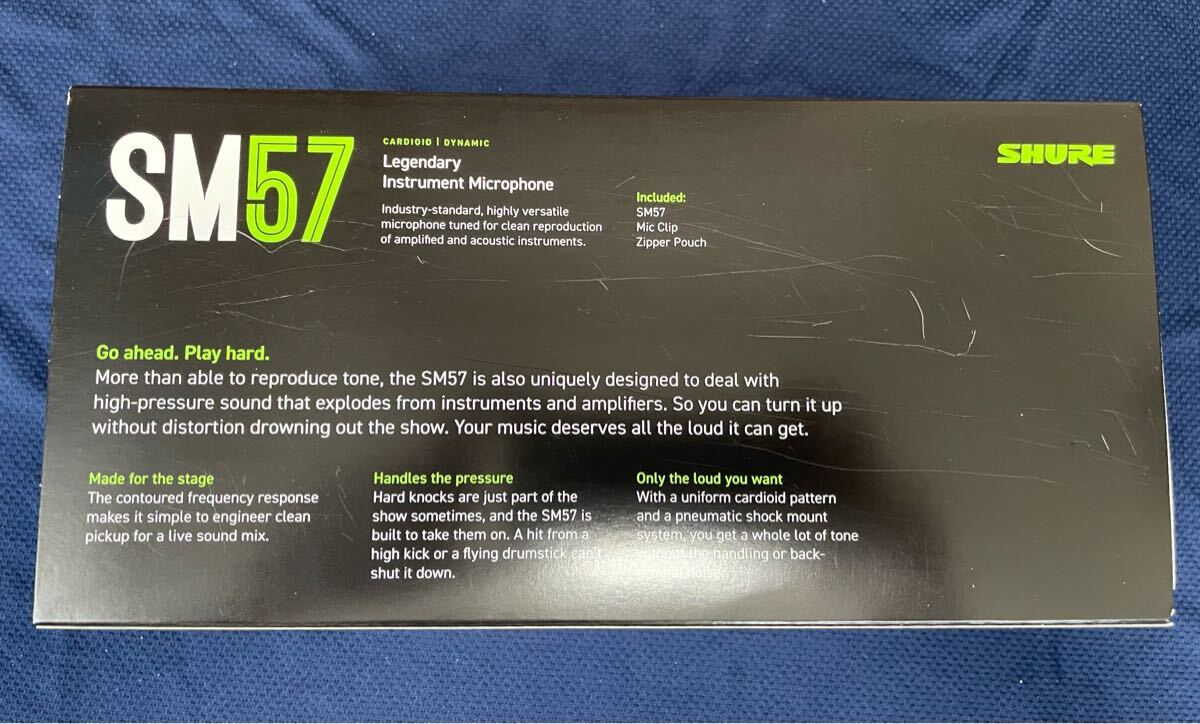 SM57
CARDIOID | DYNAMIC
Legendary
Instrument Microphone
Industry-standard, highly versatile
microphone tuned for clean reproduction
of amplified and acoustic instruments.
Included:
SM57
Mic Clip
Zipper Pouch
SHURE
Go ahead. Play hard.
More than able to reproduce tone, the SM57 is also uniquely designed to deal with
high-pressure sound that explodes from instruments and amplifiers. So you can turn it up
without distortion drowning out the show. Your music deserves all the loud it can get.
Made for the stage
The contoured frequency response
makes it simple to engineer clean
pickup for a live sound mix.
Handles the pressure
Hard knocks are just part of the
show sometimes, and the SM57 is
built to take them on. A hit from a
high kick or a flying drumstick can't
shut it down.
Only the loud you want
With a uniform cardioid pattern
and a pneumatic shock mount
system, you get a whole lot of tone
without the handling or back-
ground noise.